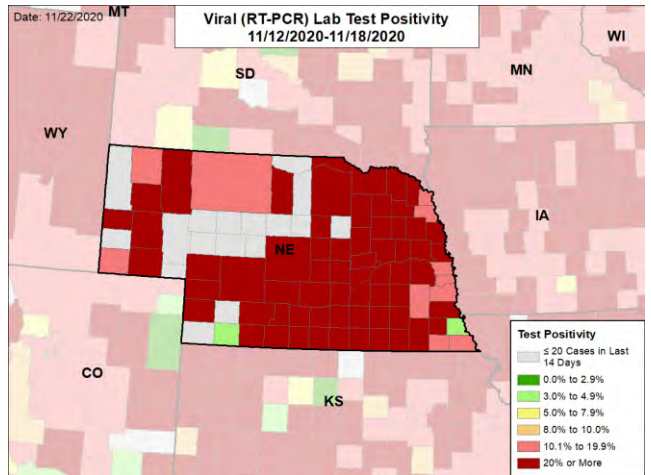 Date: 11/22/2020
MT
Viral (RT-PCR) Lab Test Positivity
11/12/2020-11/18/2020
WI
SD
MN
WY
IA
NE
CO
KS
Test Positivity
≤ 20 Cases in Last
14 Days
0.0% to 2.9%
3.0% to 4.9%
5.0% to 7.9%
8.0% to 10.0%
10.1% to 19.9%
20% or More